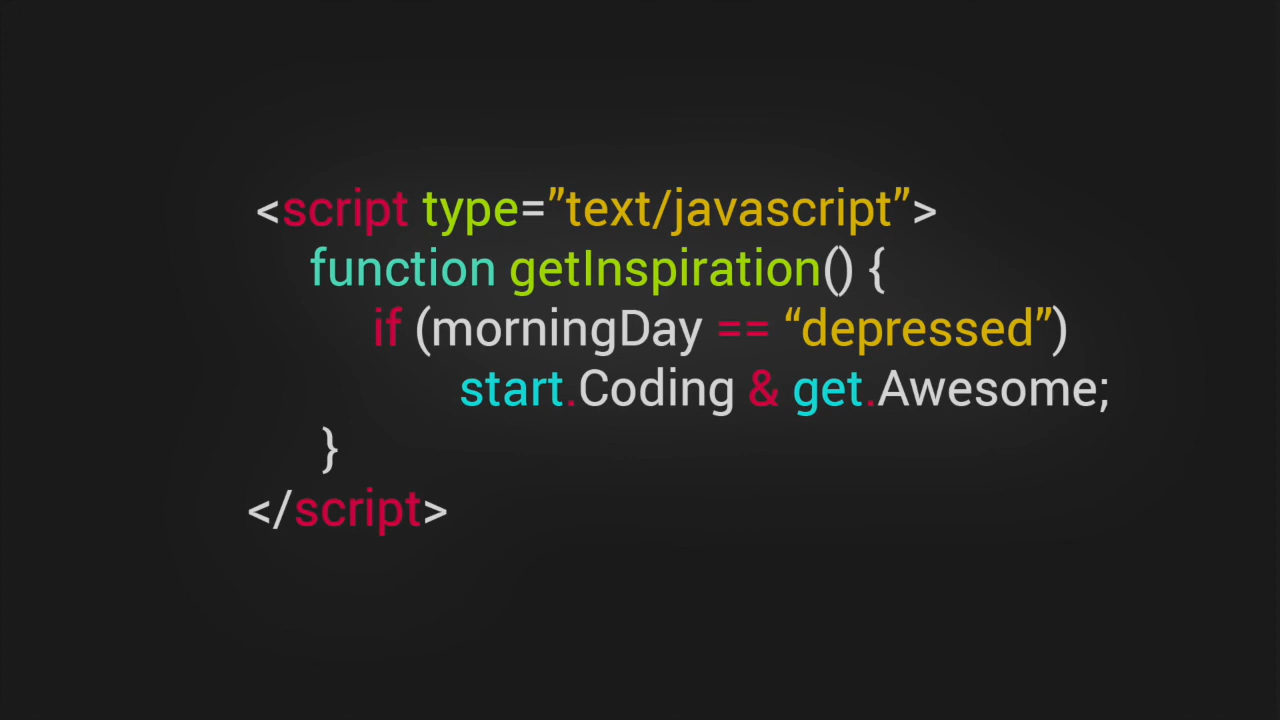 <script type=”text/javascript”>
function getInspiration() {
if (morningDay == “depressed”)
start.Coding & get.Awesome;
}
</script>